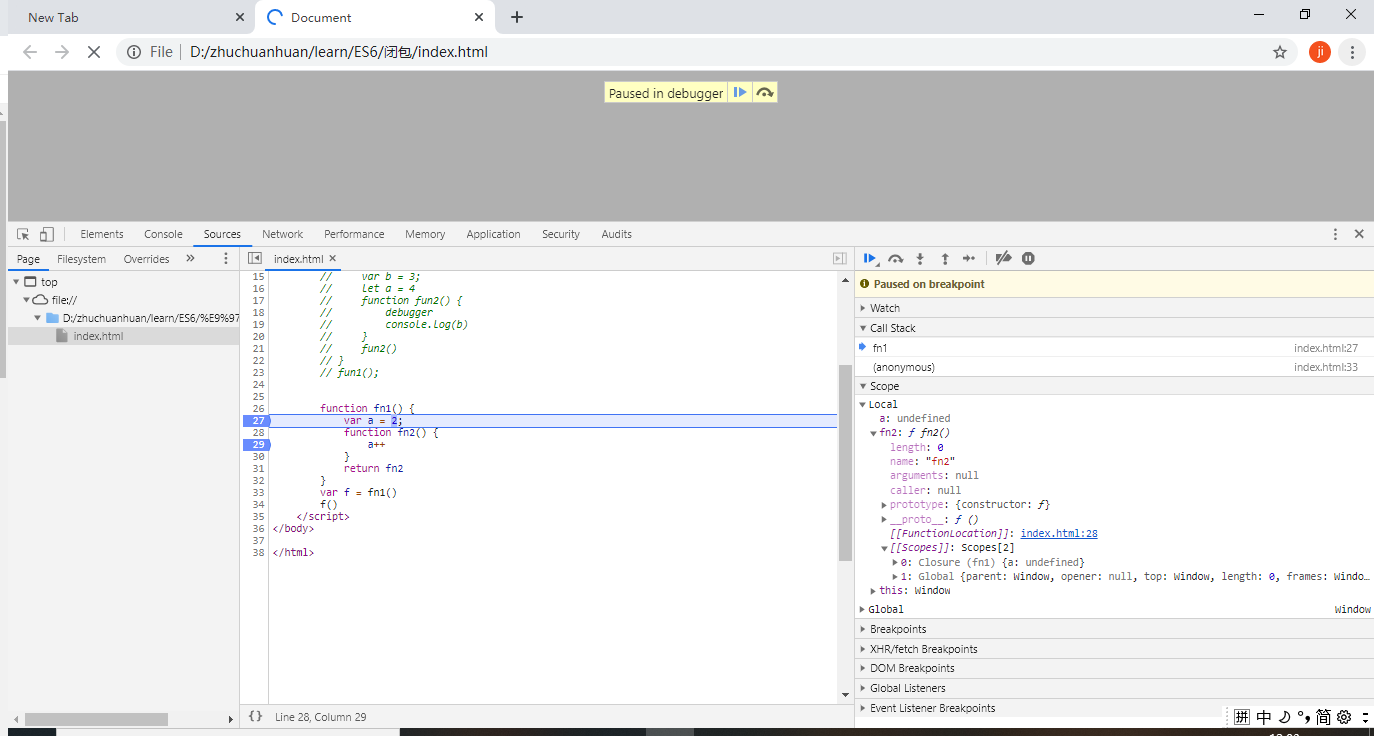 New Tab
Document
File
D:/zhuchuanhuan/learn/ES6/闭包/index.html
ji
Paused in debugger
Elements
Console
Sources
Network
Performance
Memory
Application
Security
Audits
Page
Filesystem
Overrides
»
top
file://
D:/zhuchuanhuan/learn/ES6/%E9%97
index.html
index.html
15 // var b = 3;
16 // let a = 4
17 // function fun2() {
18 // debugger
19 // console.log(b)
20 // }
21 // fun2()
22 // }
23 // fun1();
24
25
26 function fn1() {
27 var a = 2;
28 function fn2() {
29 a++
30 }
31 return fn2
32 }
33 var f = fn1()
34 f()
35 </script>
36 </body>
37
38 </html>
{} Line 28, Column 29
Paused on breakpoint
Watch
Call Stack
fn1 index.html:27
(anonymous) index.html:33
Scope
Local
a: undefined
fn2: ƒ fn2()
length: 0
name: "fn2"
arguments: null
caller: null
prototype: {constructor: ƒ}
__proto__: ƒ ()
[[FunctionLocation]]: index.html:28
[[Scopes]]: Scopes[2]
0: Closure (fn1) {a: undefined}
1: Global {parent: Window, opener: null, top: Window, length: 0, frames: Windo…
this: Window
Global Window
Breakpoints
XHR/fetch Breakpoints
DOM Breakpoints
Global Listeners
Event Listener Breakpoints
拼 中 简